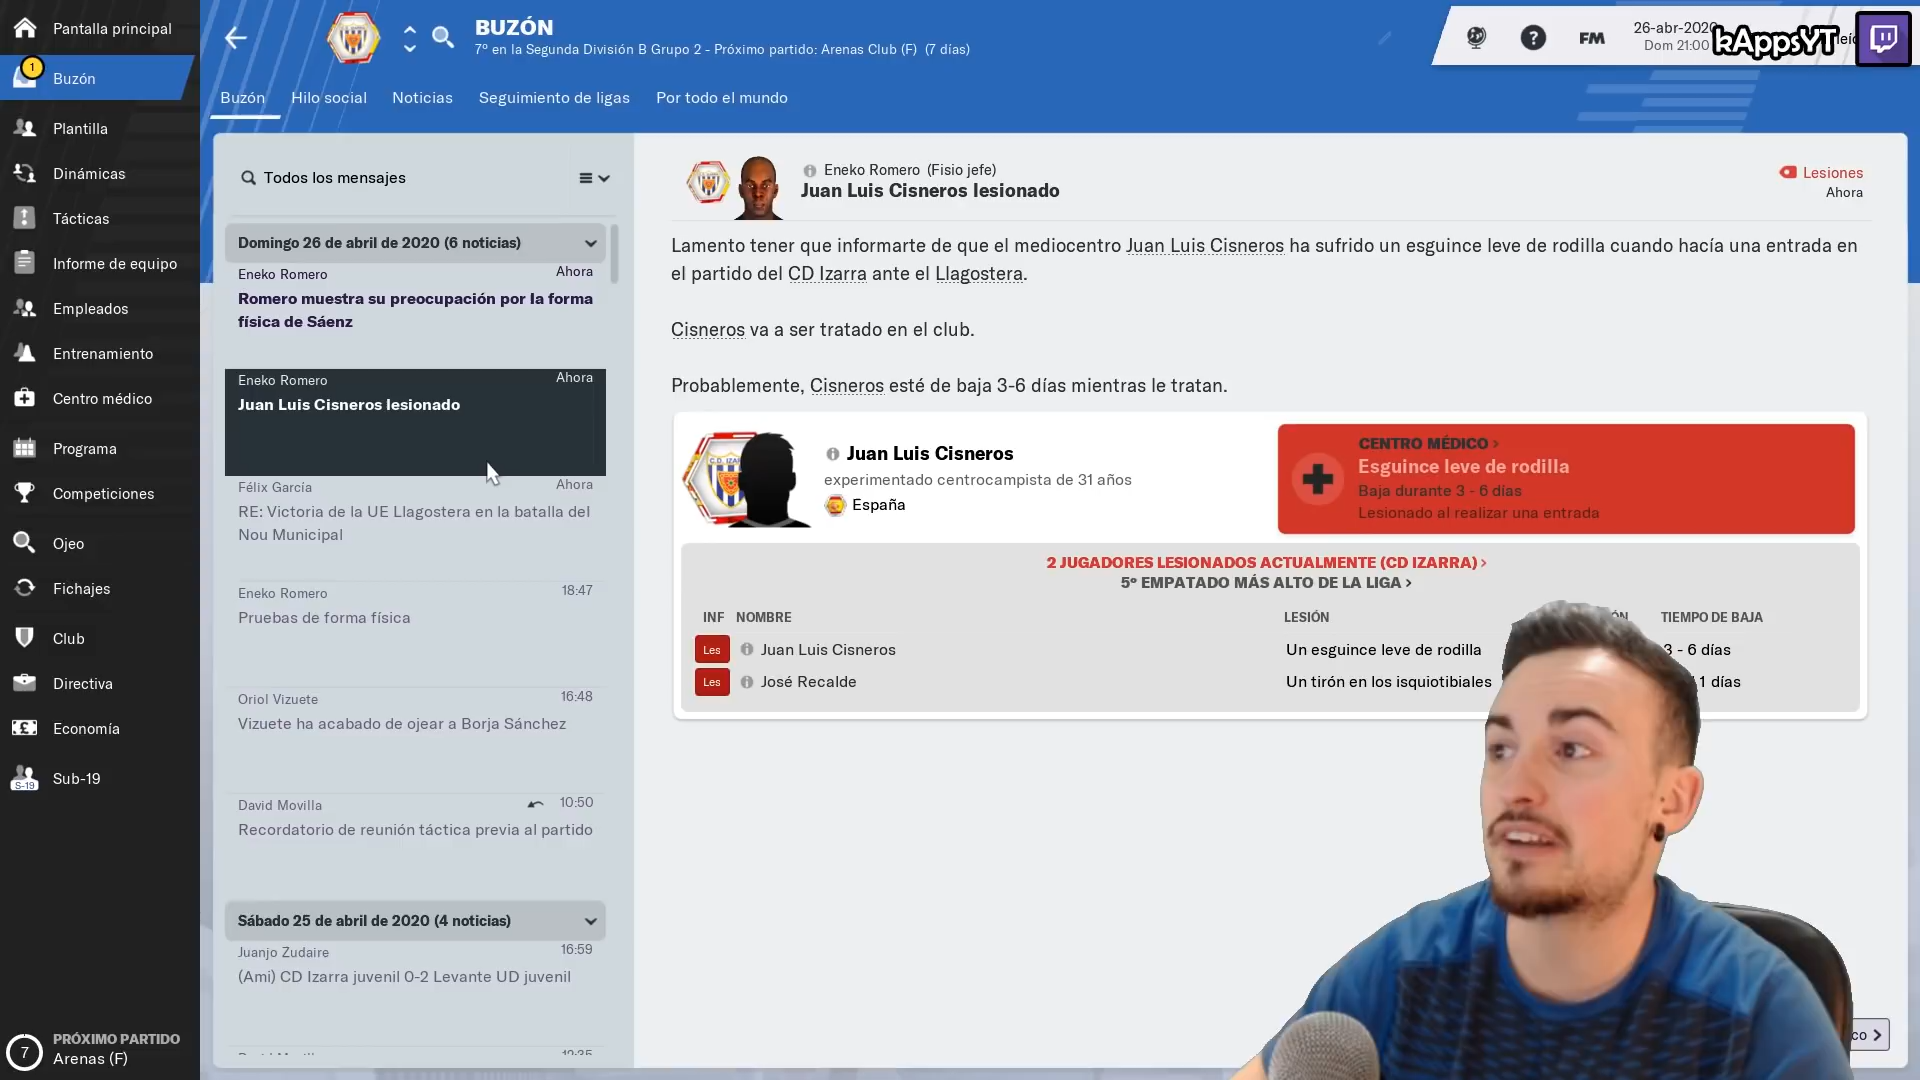 Pantalla principal
1
Buzón
Plantilla
Dinámicas
Tácticas
Informe de equipo
Empleados
Entrenamiento
Centro médico
Programa
Competiciones
Ojeo
Fichajes
Club
Directiva
Economía
S-19
Sub-19
7
PRÓXIMO PARTIDO
Arenas (F)
BUZÓN
7º en la Segunda División B Grupo 2 - Próximo partido: Arenas Club (F) (7 días)
Buzón Hilo social Noticias Seguimiento de ligas Por todo el mundo
FM
26-abr-2020
Dom 21:00
kAppsYT
Todos los mensajes
Domingo 26 de abril de 2020 (6 noticias)
Eneko Romero Ahora
Romero muestra su preocupación por la forma
física de Sáenz
Eneko Romero Ahora
Juan Luis Cisneros lesionado
Félix García Ahora
RE: Victoria de la UE Llagostera en la batalla del
Nou Municipal
Eneko Romero 18:47
Pruebas de forma física
Oriol Vizuete 16:48
Vizuete ha acabado de ojear a Borja Sánchez
David Movilla 10:50
Recordatorio de reunión táctica previa al partido
Sábado 25 de abril de 2020 (4 noticias)
Juanjo Zudaire 16:59
(Ami) CD Izarra juvenil 0-2 Levante UD juvenil
Eneko Romero (Fisio jefe)
Juan Luis Cisneros lesionado
Lesiones
Ahora
Lamento tener que informarte de que el mediocentro Juan Luis Cisneros ha sufrido un esguince leve de rodilla cuando hacía una entrada en
el partido del CD Izarra ante el Llagostera.
Cisneros va a ser tratado en el club.
Probablemente, Cisneros esté de baja 3-6 días mientras le tratan.
Juan Luis Cisneros
experimentado centrocampista de 31 años
España
CENTRO MÉDICO >
Esguince leve de rodilla
Baja durante 3 - 6 días
Lesionado al realizar una entrada
2 JUGADORES LESIONADOS ACTUALMENTE (CD IZARRA) >
5º EMPATADO MÁS ALTO DE LA LIGA >
INF NOMBRE LESIÓN TIEMPO DE BAJA
Les Juan Luis Cisneros Un esguince leve de rodilla 3 - 6 días
Les José Recalde Un tirón en los isquiotibiales días